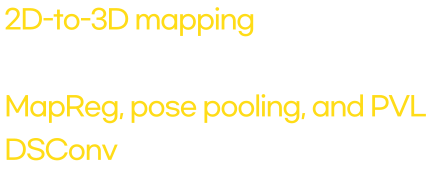 2D-to-3D mapping
MapReg, pose pooling, and PVL
DSConv